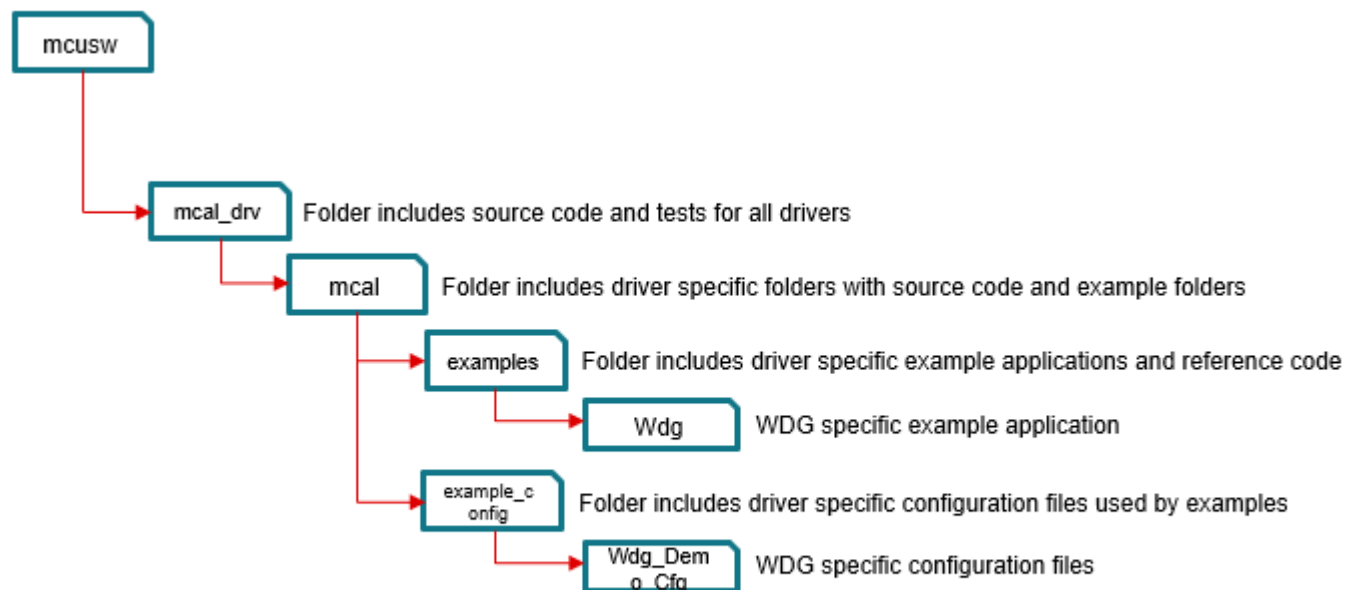 mcusw
mcal_drv Folder includes source code and tests for all drivers
mcal Folder includes driver specific folders with source code and example folders
examples Folder includes driver specific example applications and reference code
Wdg WDG specific example application
example_c
onfig Folder includes driver specific configuration files used by examples
Wdg_Dem
o_Cfg WDG specific configuration files